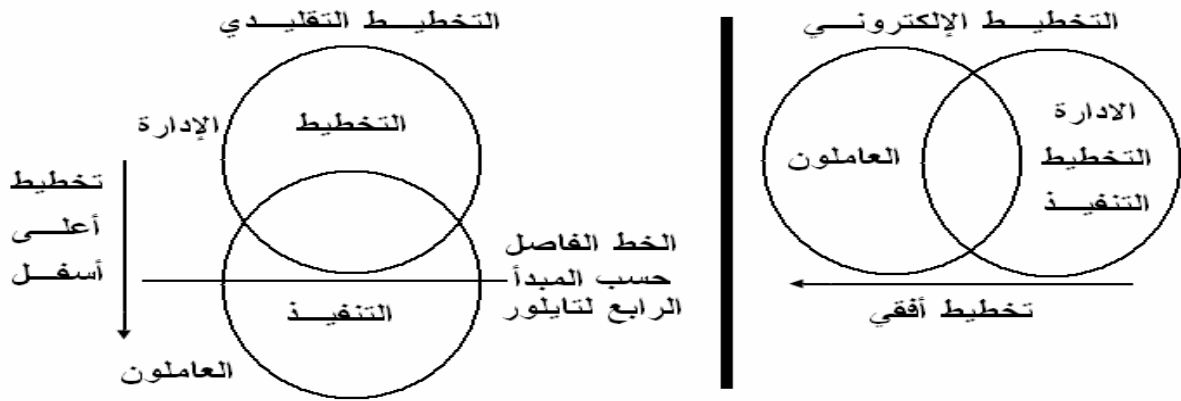 التخطيط الإلكتروني
الادارة
التخطيط
التنفيذ
العاملون
تخطيط أفقي
التخطيط التقليدي
الإدارة
التخطيط
تخطيط
أعلى
أسفل
الخط الفاصل
حسب المبدأ
الرابع لتايلور
التنفيذ
العاملون